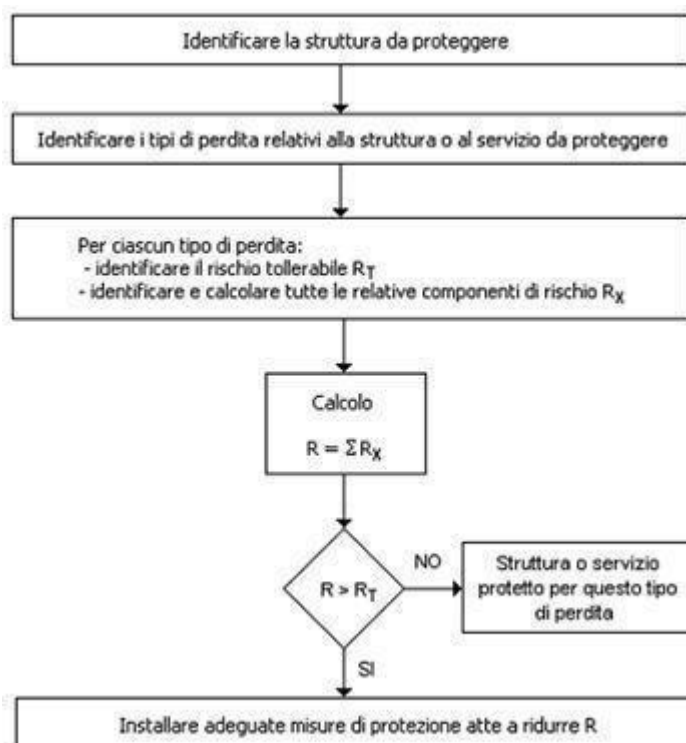 Identificare la struttura da proteggere
Identificare i tipi di perdita relativi alla struttura o al servizio da proteggere
Per ciascun tipo di perdita:
- identificare il rischio tollerabile RT
- identificare e calcolare tutte le relative componenti di rischio RX
Calcolo
R = ΣRX
R > RT
NO
Struttura o servizio
protetto per questo tipo
di perdita
SI
Installare adeguate misure di protezione atte a ridurre R